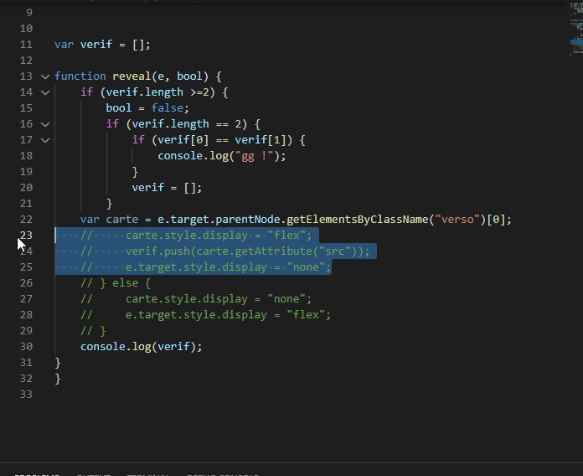 9
10
11 var verif = [];
12
13 function reveal(e, bool) {
14 if (verif.length >=2) {
15 bool = false;
16 if (verif.length == 2) {
17 if (verif[0] == verif[1]) {
18 console.log("gg !");
19 }
20 verif = [];
21 }
22 var carte = e.target.parentNode.getElementsByClassName("verso")[0];
23 // carte.style.display = "flex";
24 // verif.push(carte.getAttribute("src"));
25 // e.target.style.display = "none";
26 // } else {
27 // carte.style.display = "none";
28 // e.target.style.display = "flex";
29 // }
30 console.log(verif);
31 }
32 }
33